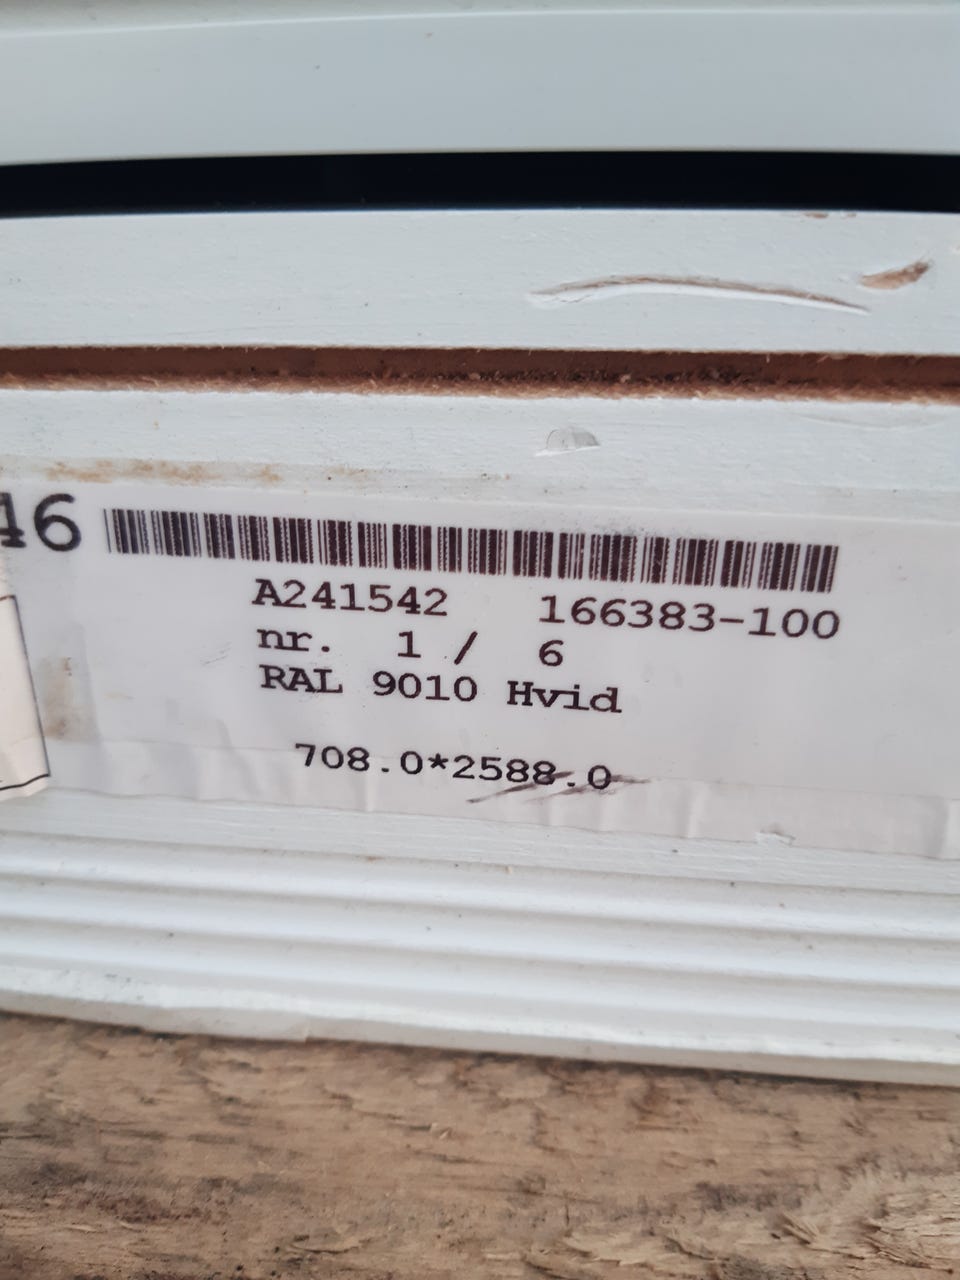 46
A241542 166383-100
nr. 1 / 6
RAL 9010 Hvid
708.0*2588.0